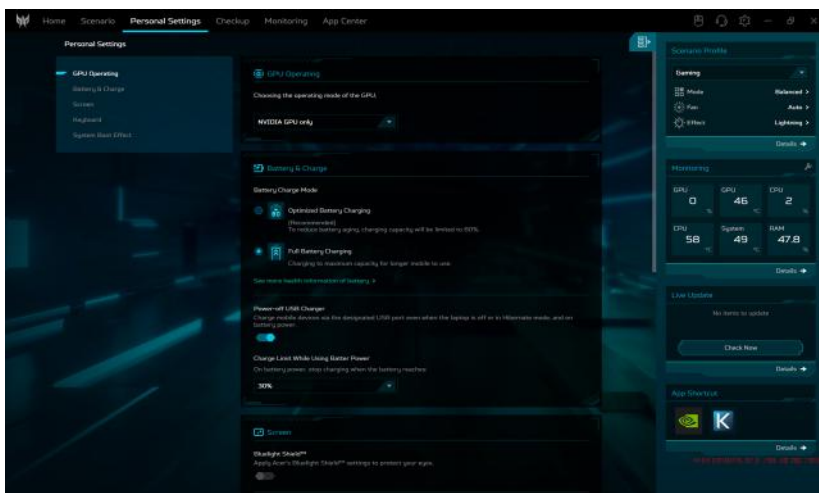 Home Scenario Personal Settings Checkup Monitoring App Center
Personal Settings
GPU Operating
Battery & Charge
Screen
Keyboard
System Boot Effect
GPU Operating
Choosing the operating mode of the GPU.
NVIDIA GPU only
Battery & Charge
Battery Charge Mode
Optimized Battery Charging
(Recommended)
To reduce battery aging, charging capacity will be limited to 80%.
Full Battery Charging
Charging to maximum capacity for longer mobile to use.
See more health information of battery >
Power-off USB Charger
Charge mobile devices via the designated USB port even when the laptop is off or in Hibernate mode, and on
battery power.
Charge Limit While Using Batter Power
On battery power, stop charging when the battery reaches:
30%
Screen
Bluelight Shield™
Apply Acer's Bluelight Shield™ settings to protect your eyes.
Scenario Profile
Gaming
Mode Balanced >
Fan Auto >
Effect Lightning >
Details
Monitoring
GPU GPU CPU
0 % 46 °C 2 %
CPU System RAM
58 °C 49 °C 47.8 %
Details
Live Update
No items to update
Check Now
Details
App Shortcut
K
Details